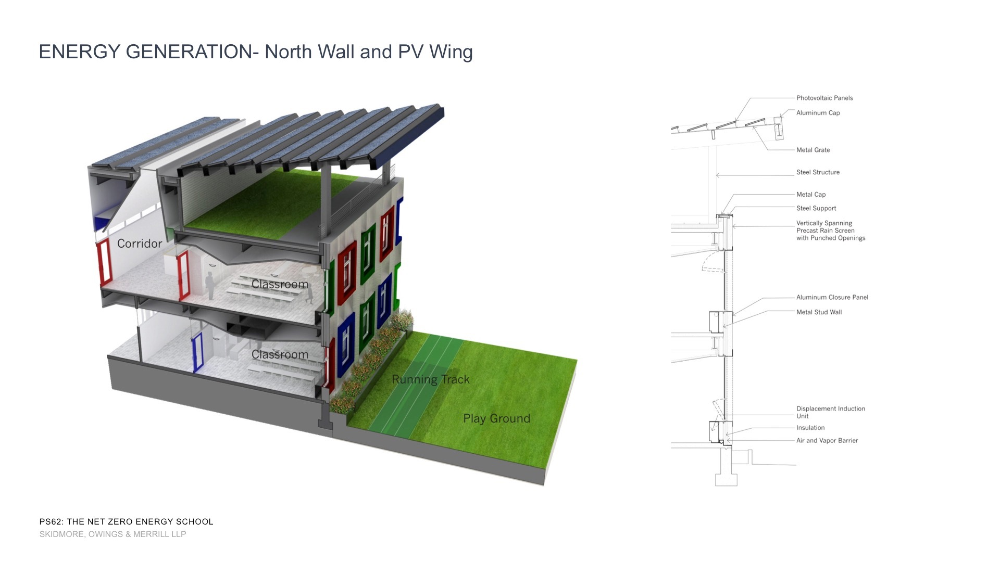 ENERGY GENERATION- North Wall and PV Wing
Corridor
Classroom
Classroom
Running Track
Play Ground
Photovoltaic Panels
Aluminum Cap
Metal Grate
Steel Structure
Metal Cap
Steel Support
Vertically Spanning
Precast Rain Screen
with Punched Openings
Aluminum Closure Panel
Metal Stud Wall
Displacement Induction
Unit
Insulation
Air and Vapor Barrier
PS62: THE NET ZERO ENERGY SCHOOL
SKIDMORE, OWINGS & MERRILL LLP